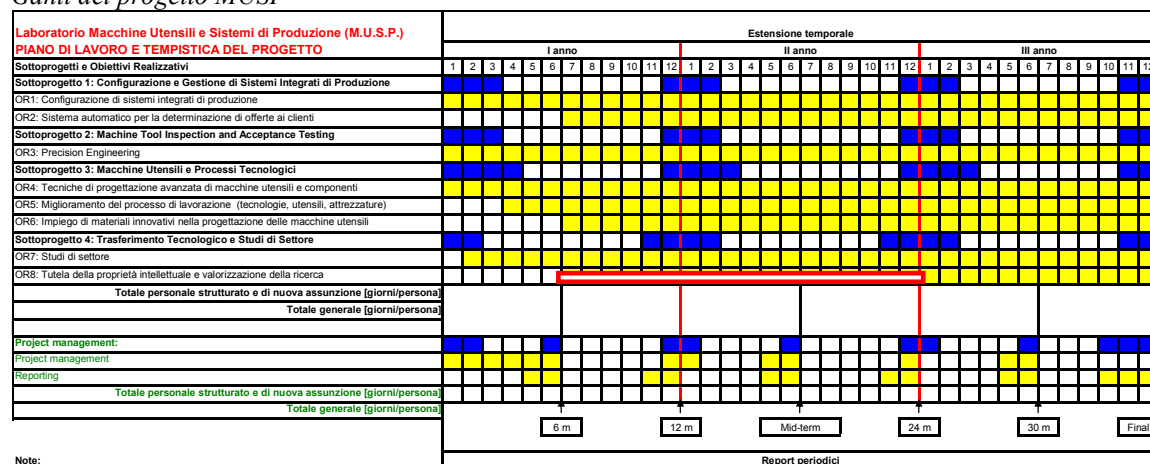 Gantt del progetto MUSP
Laboratorio Macchine Utensili e Sistemi di Produzione (M.U.S.P.)
Estensione temporale
PIANO DI LAVORO E TEMPISTICA DEL PROGETTO
I anno II anno III anno
Sottoprogetti e Obiettivi Realizzativi 1 2 3 4 5 6 7 8 9 10 11 12 1 2 3 4 5 6 7 8 9 10 11 12 1 2 3 4 5 6 7 8 9 10 11 12
Sottoprogetto 1: Configurazione e Gestione di Sistemi Integrati di Produzione
OR1: Configurazione di sistemi integrati di produzione
OR2: Sistema automatico per la determinazione di offerte ai clienti
Sottoprogetto 2: Machine Tool Inspection and Acceptance Testing
OR3: Precision Engineering
Sottoprogetto 3: Macchine Utensili e Processi Tecnologici
OR4: Tecniche di progettazione avanzata di macchine utensili e componenti
OR5: Miglioramento del processo di lavorazione (tecnologie, utensili, attrezzature)
OR6: Impiego di materiali innovativi nella progettazione delle macchine utensili
Sottoprogetto 4: Trasferimento Tecnologico e Studi di Settore
OR7: Studi di settore
OR8: Tutela della proprietà intellettuale e valorizzazione della ricerca
Totale personale strutturato e di nuova assunzione [giorni/persona]
Totale generale [giorni/persona]
Project management:
Project management
Reporting
Totale personale strutturato e di nuova assunzione [giorni/persona]
Totale generale [giorni/persona]
6 m 12 m Mid-term 24 m 30 m Final
Note: Report periodici